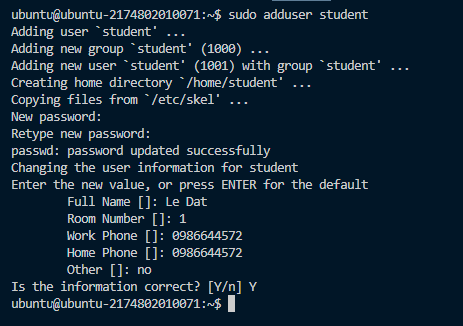 ubuntu@ubuntu-2174802010071:~$ sudo adduser student
Adding user `student' ...
Adding new group `student' (1000) ...
Adding new user `student' (1001) with group `student' ...
Creating home directory `/home/student' ...
Copying files from `/etc/skel' ...
New password:
Retype new password:
passwd: password updated successfully
Changing the user information for student
Enter the new value, or press ENTER for the default
        Full Name []: Le Dat
        Room Number []: 1
        Work Phone []: 0986644572
        Home Phone []: 0986644572
        Other []: no
Is the information correct? [Y/n] Y
ubuntu@ubuntu-2174802010071:~$